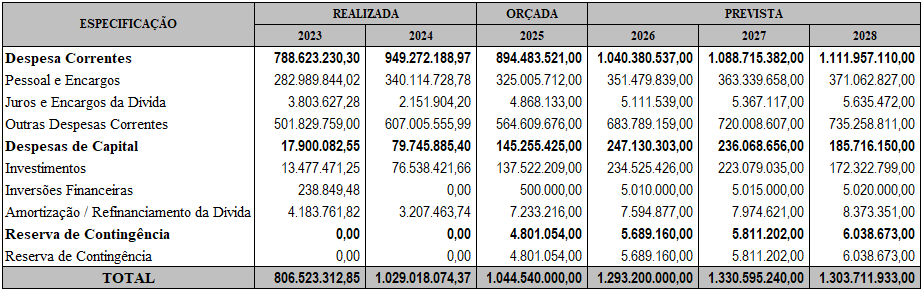 ESPECIFICAÇÃO REALIZADA ORÇADA PREVISTA
2023 2024 2025 2026 2027 2028
Despesa Correntes 788.623.230,30 949.272.188,97 894.483.521,00 1.040.380.537,00 1.088.715.382,00 1.111.957.110,00
Pessoal e Encargos 282.989.844,02 340.114.728,78 325.005.712,00 351.479.839,00 363.339.658,00 371.062.827,00
Juros e Encargos da Divida 3.803.627,28 2.151.904,20 4.868.133,00 5.111.539,00 5.367.117,00 5.635.472,00
Outras Despesas Correntes 501.829.759,00 607.005.555,99 564.609.676,00 683.789.159,00 720.008.607,00 735.258.811,00
Despesas de Capital 17.900.082,55 79.745.885,40 145.255.425,00 247.130.303,00 236.068.656,00 185.716.150,00
Investimentos 13.477.471,25 76.538.421,66 137.522.209,00 234.525.426,00 223.079.035,00 172.322.799,00
Inversões Financeiras 238.849,48 0,00 500.000,00 5.010.000,00 5.015.000,00 5.020.000,00
Amortização / Refinanciamento da Divida 4.183.761,82 3.207.463,74 7.233.216,00 7.594.877,00 7.974.621,00 8.373.351,00
Reserva de Contingência 0,00 0,00 4.801.054,00 5.689.160,00 5.811.202,00 6.038.673,00
Reserva de Contingência 0,00 0,00 4.801.054,00 5.689.160,00 5.811.202,00 6.038.673,00
TOTAL 806.523.312,85 1.029.018.074,37 1.044.540.000,00 1.293.200.000,00 1.330.595.240,00 1.303.711.933,00